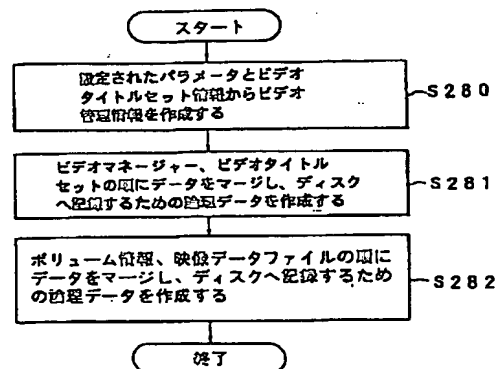 スタート
設定されたパラメータとビデオ
タイトルセット情報からビデオ
管理情報を作成する
S280
ビデオマネージャー、ビデオタイトル
セットの順にデータをマージし、ディスク
へ記録するための論理データを作成する
S281
ボリューム情報、映像データファイルの順に
データをマージし、ディスクへ記録するため
の論理データを作成する
S282
終了